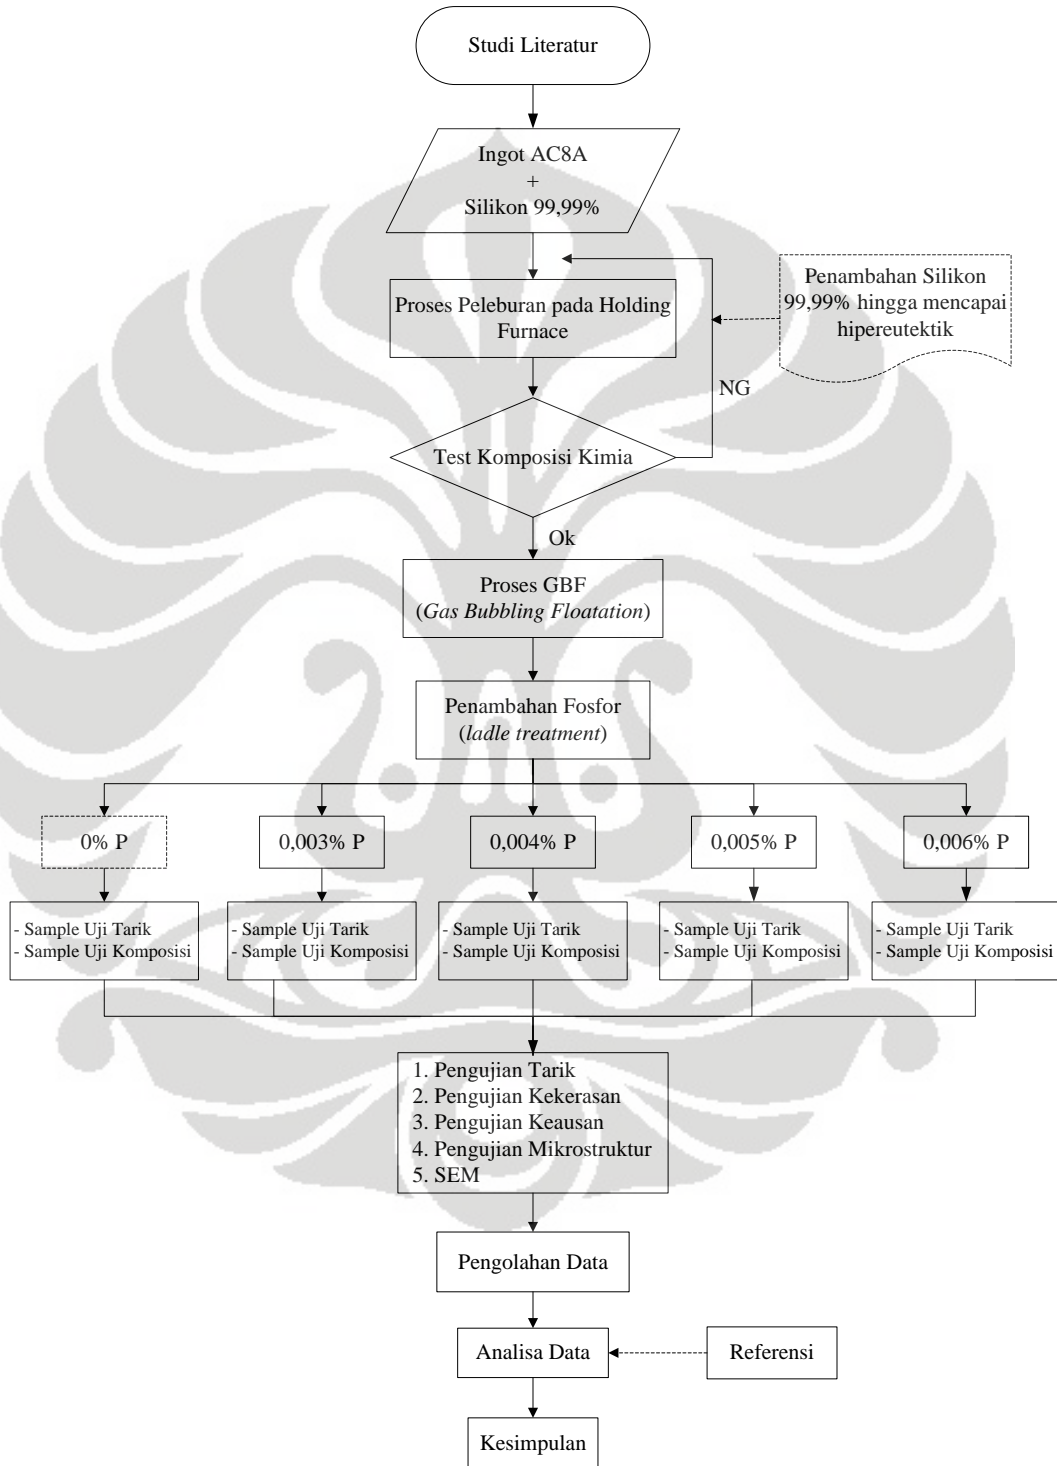 Studi Literatur
Ingot AC8A
+
Silikon 99,99%
Proses Peleburan pada Holding
Furnace
Penambahan Silikon
99,99% hingga mencapai
hipereutektik
NG
Test Komposisi Kimia
Ok
Proses GBF
(Gas Bubbling Floatation)
Penambahan Fosfor
(ladle treatment)
0% P
0,003% P
0,004% P
0,005% P
0,006% P
- Sample Uji Tarik
- Sample Uji Komposisi
- Sample Uji Tarik
- Sample Uji Komposisi
- Sample Uji Tarik
- Sample Uji Komposisi
- Sample Uji Tarik
- Sample Uji Komposisi
- Sample Uji Tarik
- Sample Uji Komposisi
1. Pengujian Tarik
2. Pengujian Kekerasan
3. Pengujian Keausan
4. Pengujian Mikrostruktur
5. SEM
Pengolahan Data
Analisa Data
Referensi
Kesimpulan